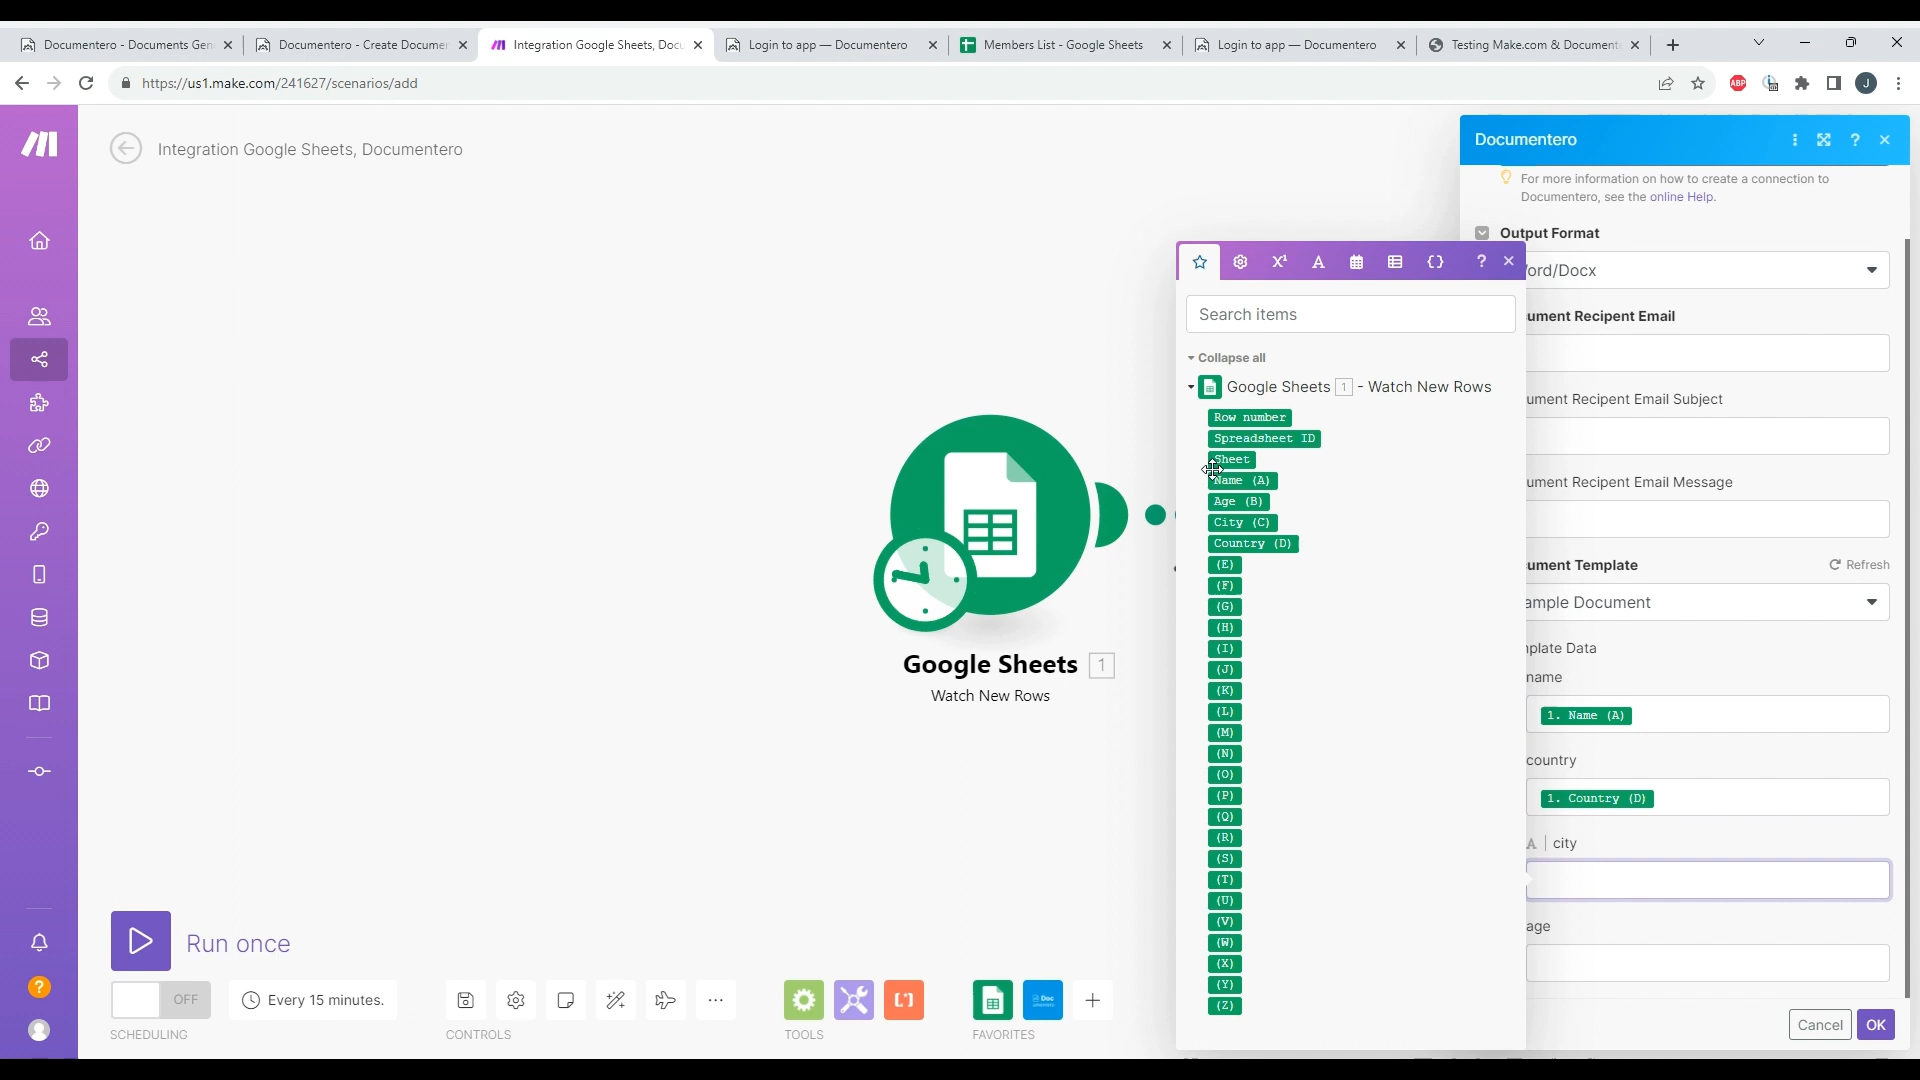 Documentero - Documents Gen
Documentero - Create Documen
Integration Google Sheets, Docu
Login to app — Documentero
Members List - Google Sheets
Login to app — Documentero
Testing Make.com & Document
https://us1.make.com/241627/scenarios/add
ABP
J
Integration Google Sheets, Documentero
Documentero
?
For more information on how to create a connection to
Documentero, see the online Help.
Output Format
ord/Docx
ument Recipent Email
ument Recipent Email Subject
ument Recipent Email Message
ument Template
Refresh
ample Document
plate Data
name
1. Name (A)
country
1. Country (D)
A | city
age
Cancel
OK
X¹
A
{}
?
Search items
Collapse all
Google Sheets 1 - Watch New Rows
Row number
Spreadsheet ID
Sheet
Name (A)
Age (B)
City (C)
Country (D)
(E)
(F)
(G)
(H)
(I)
(J)
(K)
(L)
(M)
(N)
(O)
(P)
(Q)
(R)
(S)
(T)
(U)
(V)
(W)
(X)
(Y)
(Z)
Google Sheets 1
Watch New Rows
Run once
OFF
Every 15 minutes.
SCHEDULING
CONTROLS
TOOLS
[.*]
Doc
FAVORITES
?